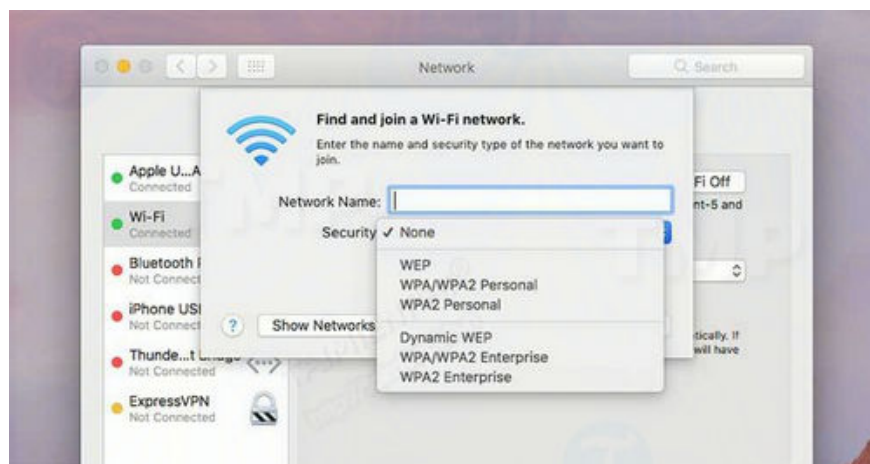 Network
Search
Find and join a Wi-Fi network.
Enter the name and security type of the network you want to
join.
Apple U...A
Connected
Fi Off
Network Name:
nt-5 and
Wi-Fi
Connected
Security ✓ None
WEP
WPA/WPA2 Personal
WPA2 Personal
Bluetooth
Not Connect
iPhone USI
Not Connect
? Show Networks
Dynamic WEP
WPA/WPA2 Enterprise
WPA2 Enterprise
tically. If
will have
Thunde...t
Not Connected
ExpressVPN
Not Connected
TMP